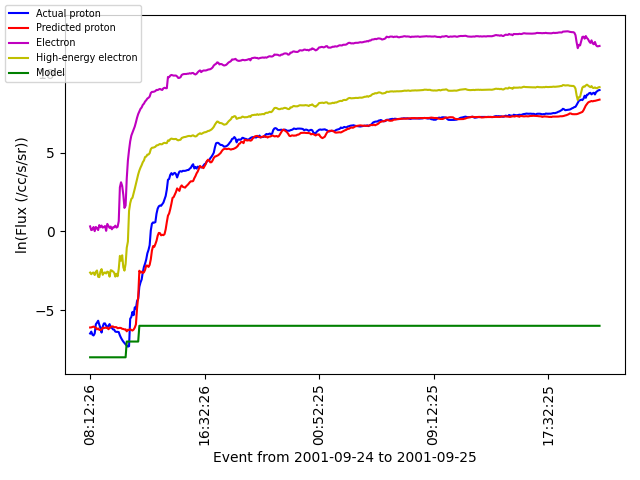 Actual proton
Predicted proton
Electron
High-energy electron
Model
5
0
−5
ln(Flux (/cc/s/sr))
08:12:26
16:32:26
00:52:25
09:12:25
17:32:25
Event from 2001-09-24 to 2001-09-25